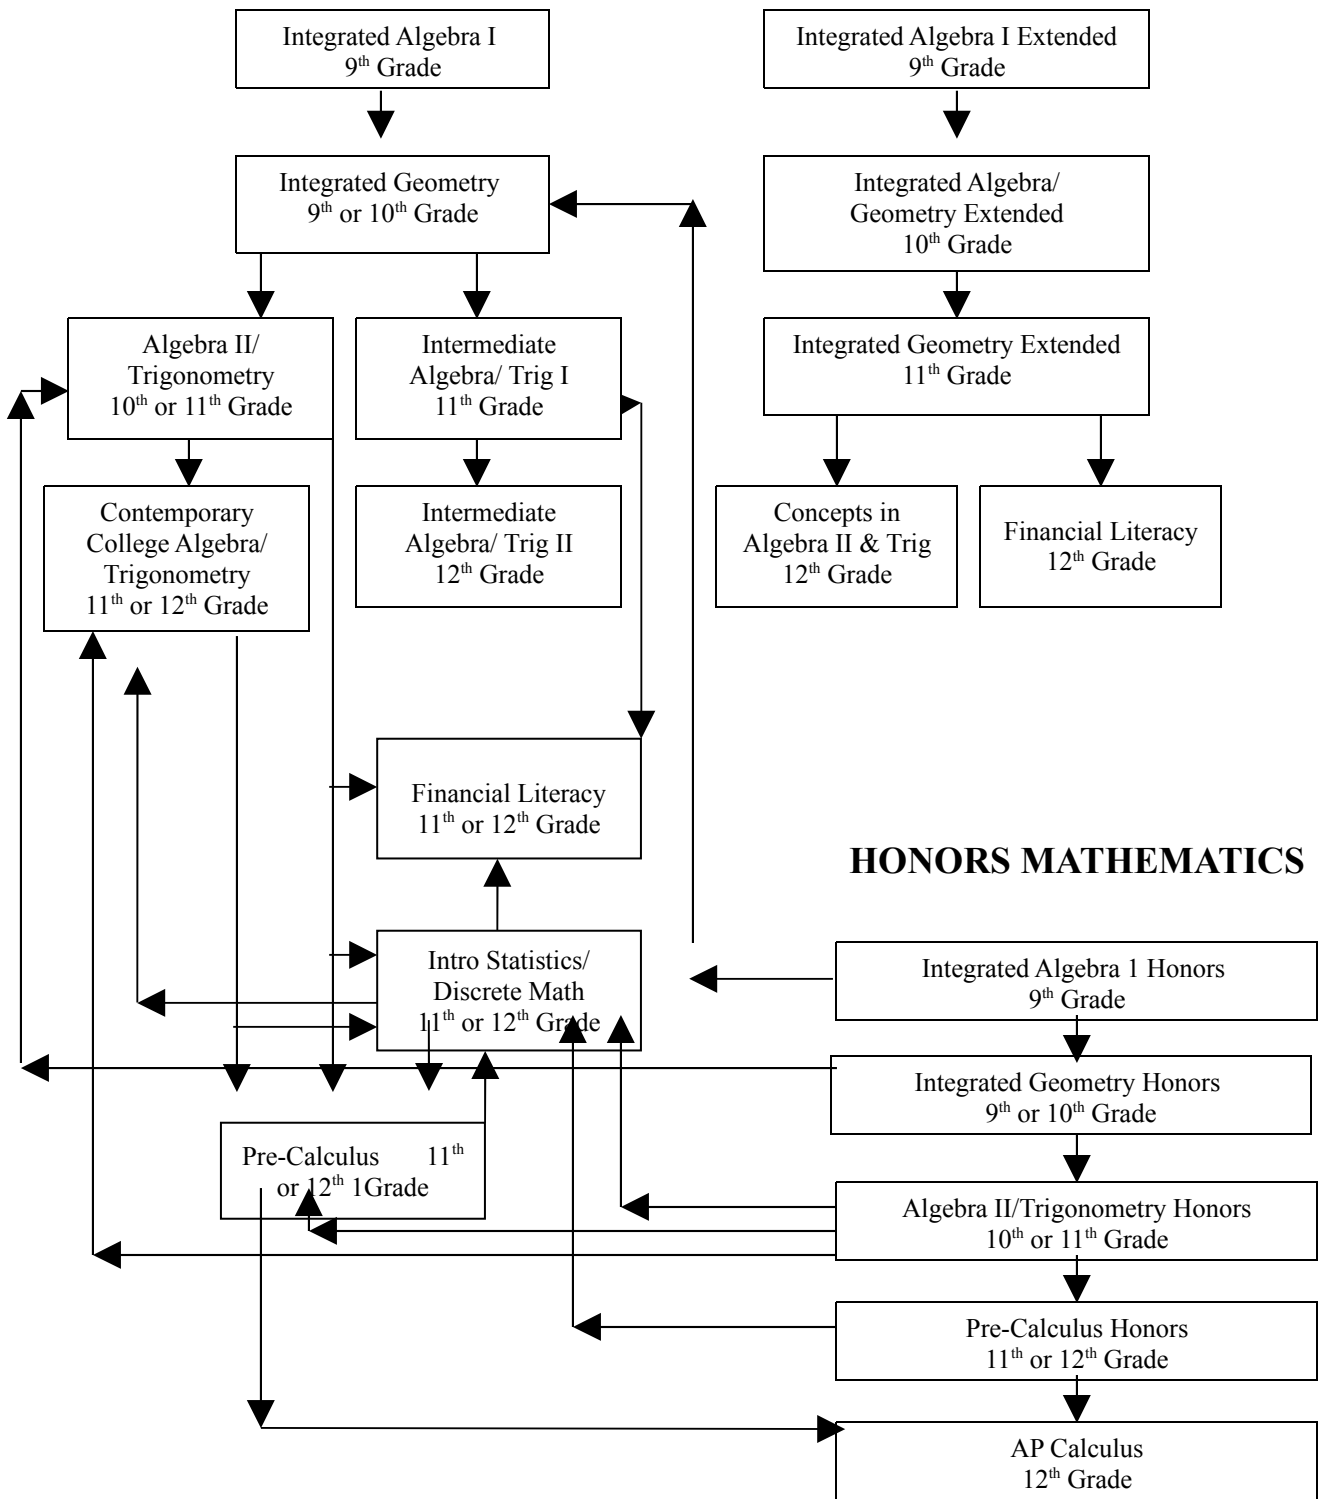 Integrated Algebra I
9th Grade
Integrated Algebra I Extended
9th Grade
Integrated Geometry
9th or 10th Grade
Integrated Algebra/
Geometry Extended
10th Grade
Algebra II/
Trigonometry
10th or 11th Grade
Intermediate
Algebra/ Trig I
11th Grade
Integrated Geometry Extended
11th Grade
Contemporary
College Algebra/
Trigonometry
11th or 12th Grade
Intermediate
Algebra/ Trig II
12th Grade
Concepts in
Algebra II & Trig
12th Grade
Financial Literacy
12th Grade
Financial Literacy
11th or 12th Grade
HONORS MATHEMATICS
Intro Statistics/
Discrete Math
11th or 12th Grade
Integrated Algebra 1 Honors
9th Grade
Integrated Geometry Honors
9th or 10th Grade
Pre-Calculus 11th
or 12th 1Grade
Algebra II/Trigonometry Honors
10th or 11th Grade
Pre-Calculus Honors
11th or 12th Grade
AP Calculus
12th Grade